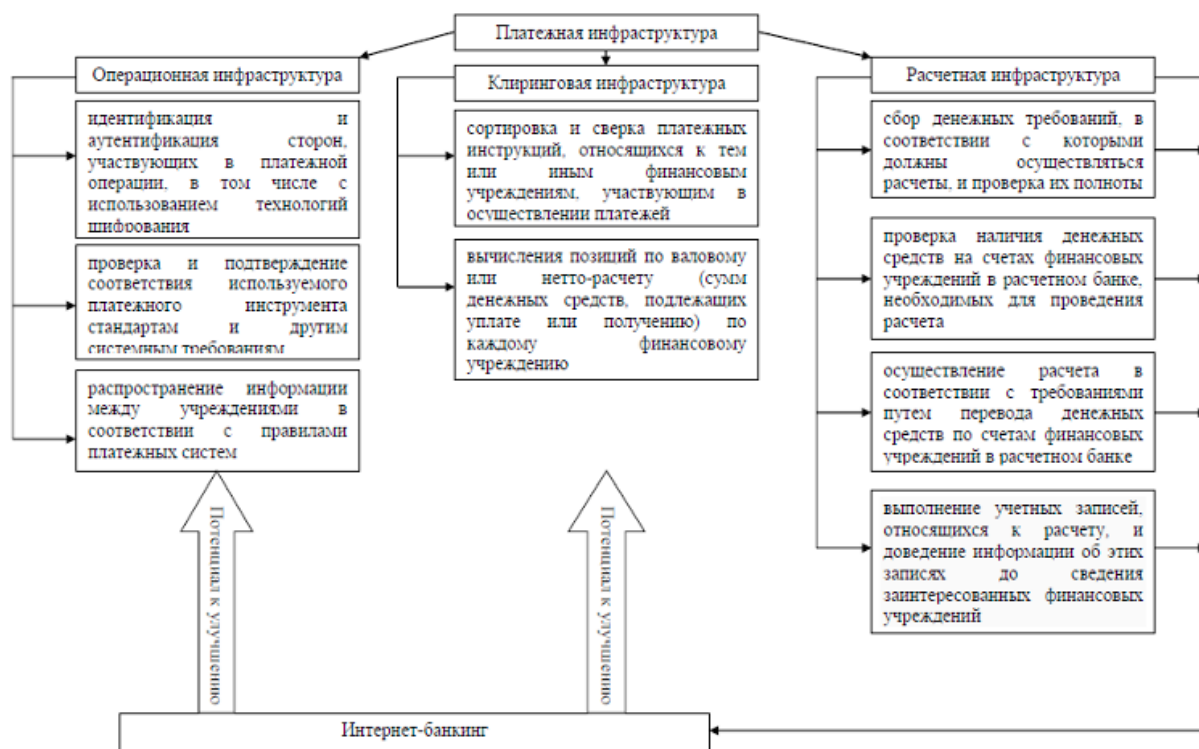 Платежная инфраструктура
Операционная инфраструктура
идентификация и
аутентификация сторон,
участвующих в платежной
операции, в том числе с
использованием технологий
шифрования
проверка и подтверждение
соответствия используемого
платежного инструмента
стандартам и другим
системным требованиям
распространение информации
между учреждениями в
соответствии с правилами
платежных систем
Клиринговая инфраструктура
сортировка и сверка платежных
инструкций, относящихся к тем
или иным финансовым
учреждениям, участвующим в
осуществлении платежей
вычисления позиций по валовому
или нетто-расчету (сумм
денежных средств, подлежащих
уплате или получению) по
каждому финансовому
учреждению
Расчетная инфраструктура
сбор денежных требований, в
соответствии с которыми
должны осуществляться
расчеты, и проверка их полноты
проверка наличия денежных
средств на счетах финансовых
учреждений в расчетном банке,
необходимых для проведения
расчета
осуществление расчета в
соответствии с требованиями
путем перевода денежных
средств по счетам финансовых
учреждений в расчетном банке
выполнение учетных записей,
относящихся к расчету, и
доведение информации об этих
записях до сведения
заинтересованных финансовых
учреждений
Потенциал к улучшению
Потенциал к улучшению
Интернет-банкинг